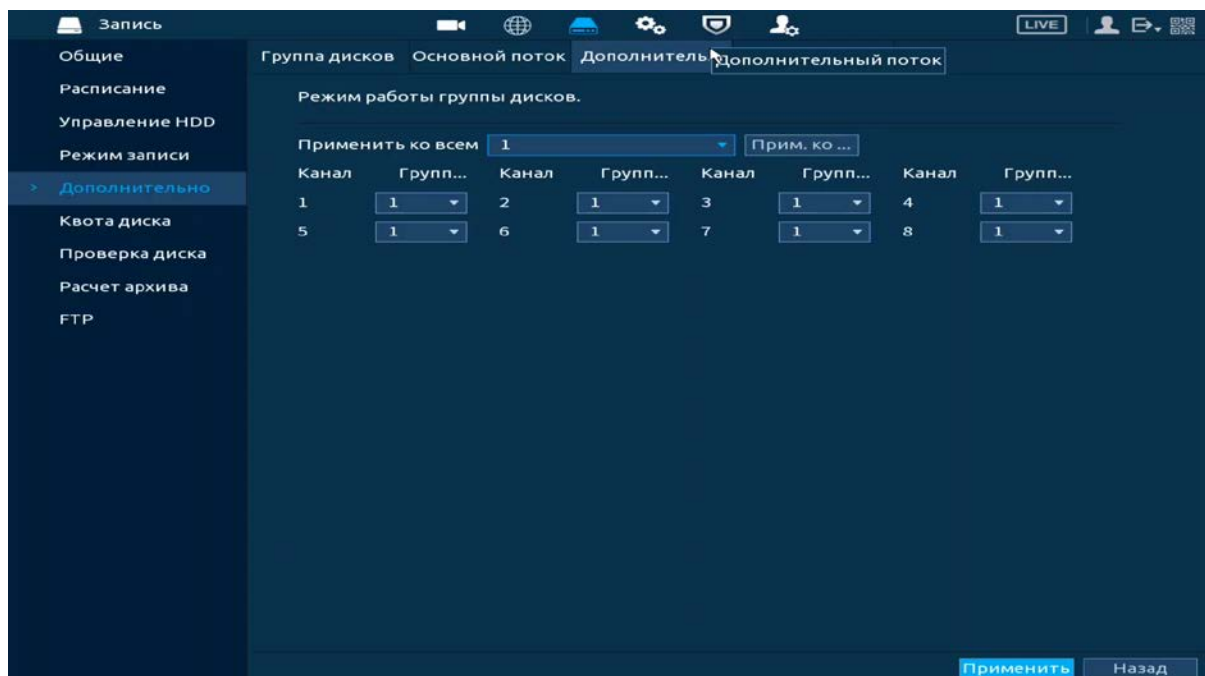 Запись
LIVE
Общие
Расписание
Управление HDD
Режим записи
> Дополнительно
Квота диска
Проверка диска
Расчет архива
FTP
Группа дисков Основной поток Дополнитель
Дополнительный поток
Режим работы группы дисков.
Применить ко всем 1 Прим. ко ...
Канал Групп... Канал Групп... Канал Групп... Канал Групп...
1 1 2 1 3 1 4 1
5 1 6 1 7 1 8 1
Применить Назад